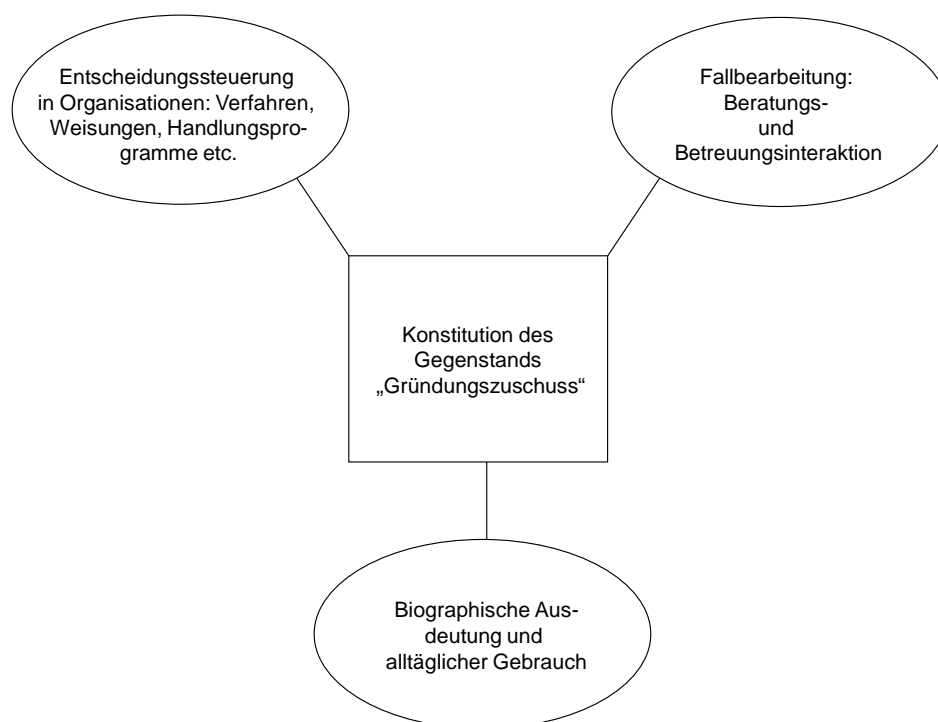 Entscheidungssteuerung
in Organisationen: Verfahren,
Weisungen, Handlungspro-
gramme etc.
Fallbearbeitung:
Beratungs-
und
Betreuungsinteraktion
Konstitution des
Gegenstands
„Gründungszuschuss“
Biographische Aus-
deutung und
alltäglicher Gebrauch